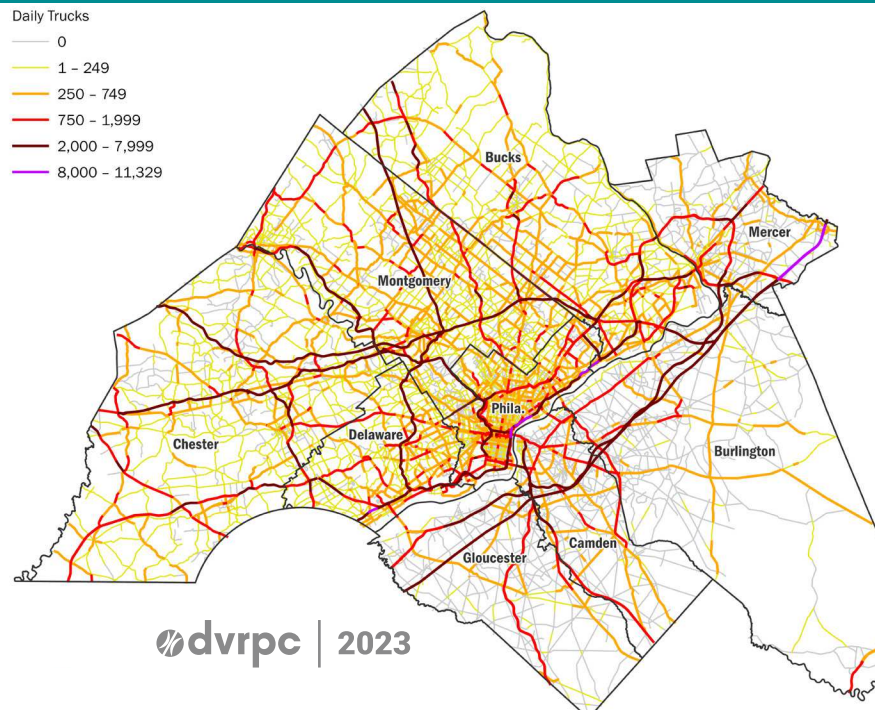 Daily Trucks
0
1 – 249
250 – 749
750 – 1,999
2,000 – 7,999
8,000 – 11,329
Bucks
Mercer
Montgomery
Phila.
Chester
Delaware
Burlington
Camden
Gloucester
dvrpc | 2023